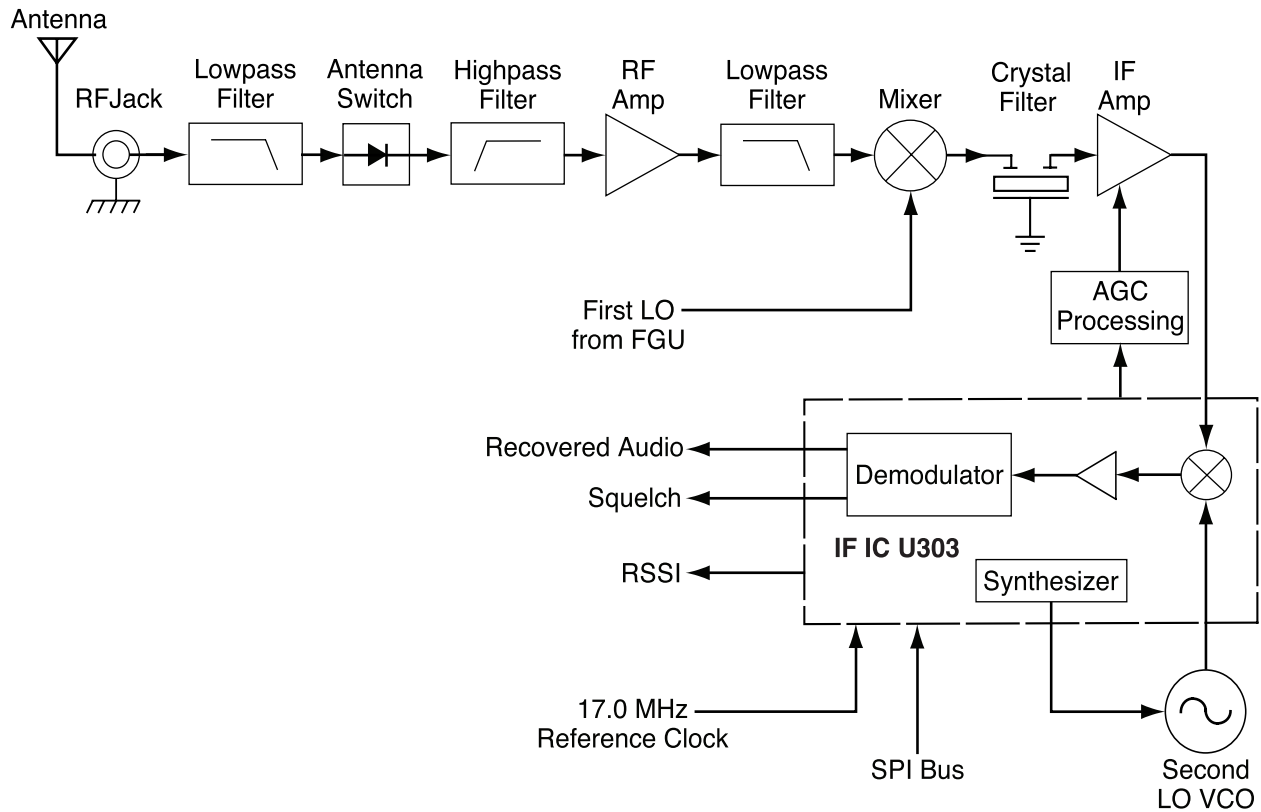 Antenna
RFJack
Lowpass
Filter
Antenna
Switch
Highpass
Filter
RF
Amp
Lowpass
Filter
Mixer
Crystal
Filter
IF
Amp
First LO
from FGU
AGC
Processing
Recovered Audio
Squelch
RSSI
Demodulator
IF IC U303
Synthesizer
17.0 MHz
Reference Clock
SPI Bus
Second
LO VCO